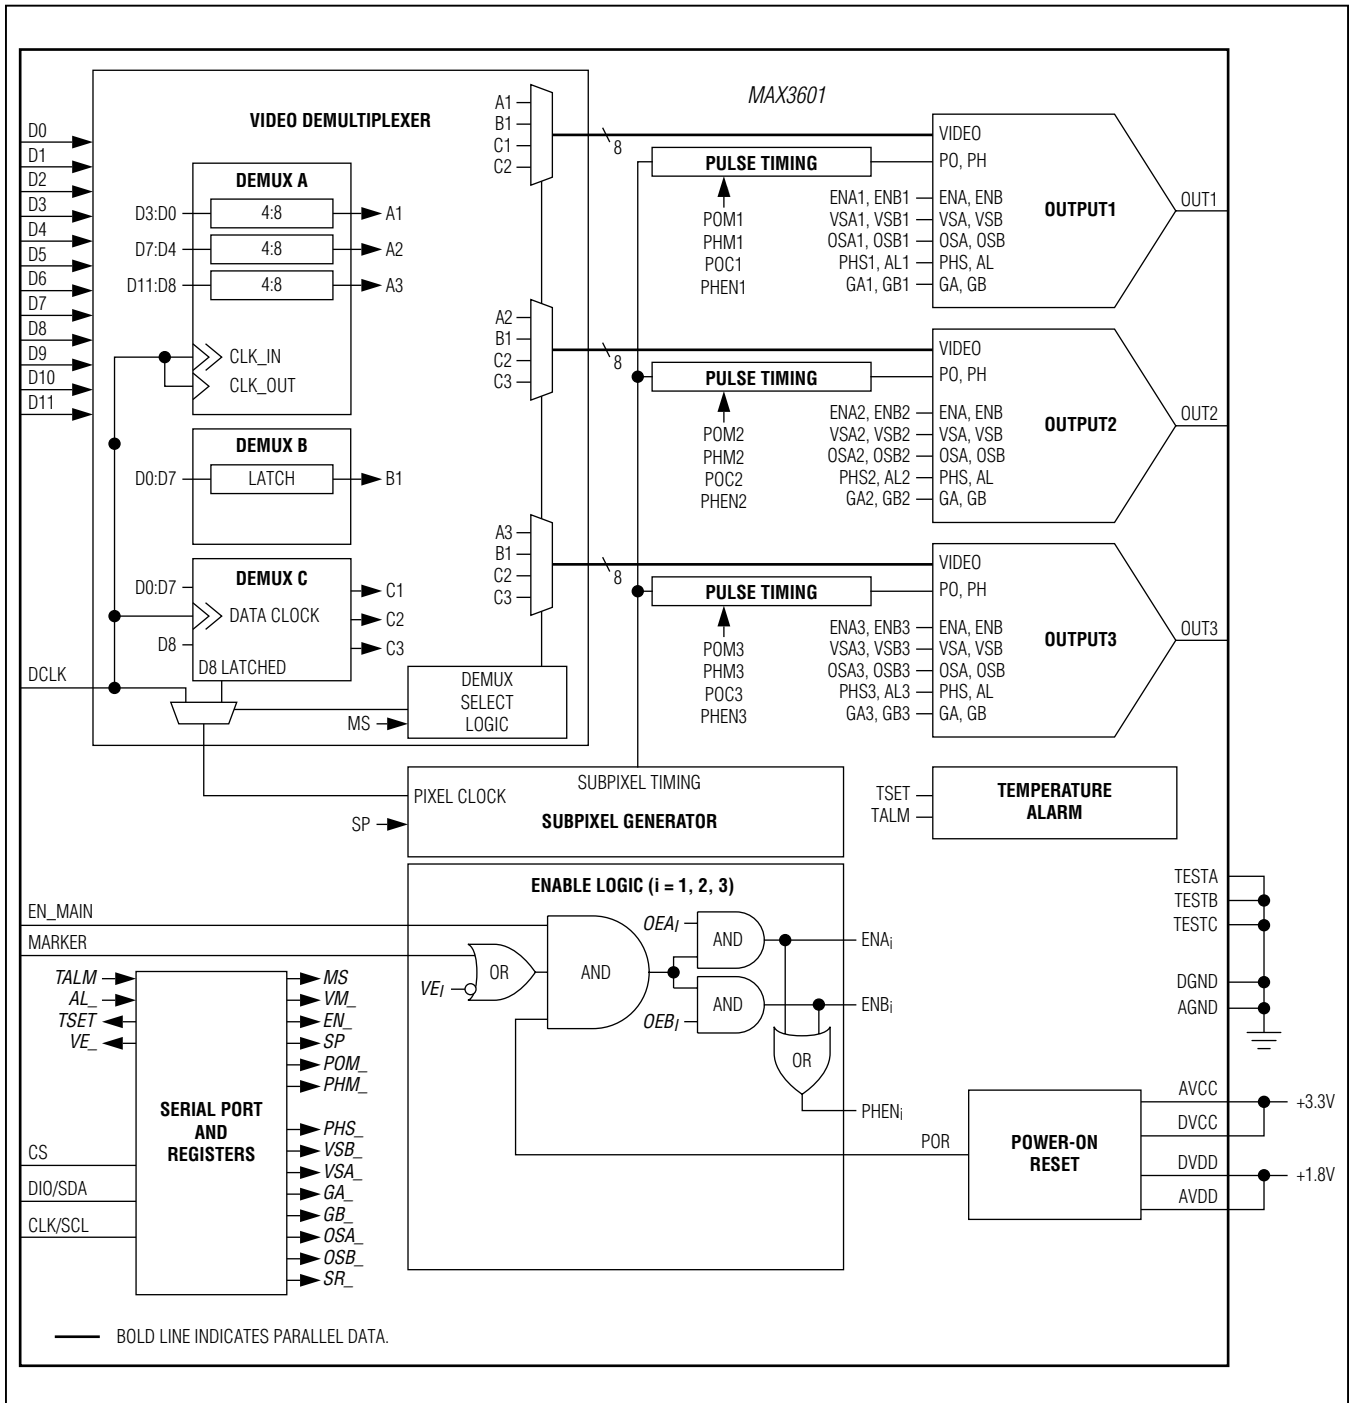 MAX3601
VIDEO DEMULTIPLEXER
D0
D1
D2
D3
D4
D5
D6
D7
D8
D9
D10
D11
DEMUX A
D3:D0
4:8
A1
D7:D4
4:8
A2
D11:D8
4:8
A3
CLK_IN
CLK_OUT
DEMUX B
D0:D7
LATCH
B1
DEMUX C
D0:D7
DATA CLOCK
D8
D8 LATCHED
C1
C2
C3
DCLK
DEMUX
SELECT
LOGIC
MS
A1
B1
C1
C2
8
A2
B1
C2
C3
8
A3
B1
C2
C3
8
PULSE TIMING
POM1
PHM1
POC1
PHEN1
VIDEO
PO, PH
ENA1, ENB1
ENA, ENB
VSA1, VSB1
VSA, VSB
OSA1, OSB1
OSA, OSB
PHS1, AL1
PHS, AL
GA1, GB1
GA, GB
OUTPUT1
OUT1
PULSE TIMING
POM2
PHM2
POC2
PHEN2
VIDEO
PO, PH
ENA2, ENB2
ENA, ENB
VSA2, VSB2
VSA, VSB
OSA2, OSB2
OSA, OSB
PHS2, AL2
PHS, AL
GA2, GB2
GA, GB
OUTPUT2
OUT2
PULSE TIMING
POM3
PHM3
POC3
PHEN3
VIDEO
PO, PH
ENA3, ENB3
ENA, ENB
VSA3, VSB3
VSA, VSB
OSA3, OSB3
OSA, OSB
PHS3, AL3
PHS, AL
GA3, GB3
GA, GB
OUTPUT3
OUT3
SUBPIXEL TIMING
PIXEL CLOCK
SUBPIXEL GENERATOR
SP
TSET
TALM
TEMPERATURE
ALARM
ENABLE LOGIC (i = 1, 2, 3)
EN_MAIN
MARKER
VEI
OR
AND
OEAI
AND
ENAi
OEBI
AND
ENBi
OR
PHENi
POR
TALM
AL_
TSET
VE_
MS
VM_
EN_
SP
POM_
PHM_
PHS_
VSB_
VSA_
GA_
GB_
OSA_
OSB_
SR_
SERIAL PORT
AND
REGISTERS
CS
DIO/SDA
CLK/SCL
TESTA
TESTB
TESTC
DGND
AGND
POWER-ON
RESET
AVCC
DVCC
DVDD
AVDD
+3.3V
+1.8V
BOLD LINE INDICATES PARALLEL DATA.